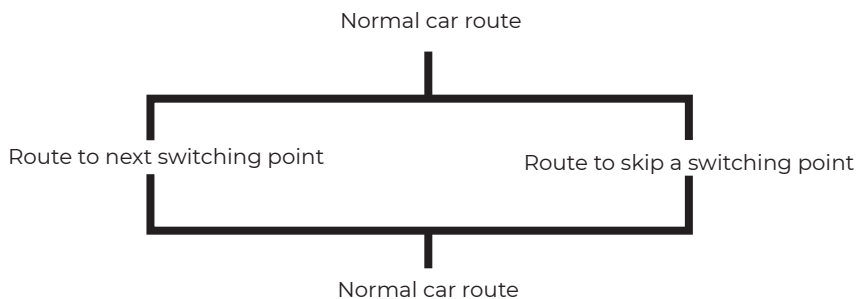 Normal car route
Route to next switching point
Route to skip a switching point
Normal car route